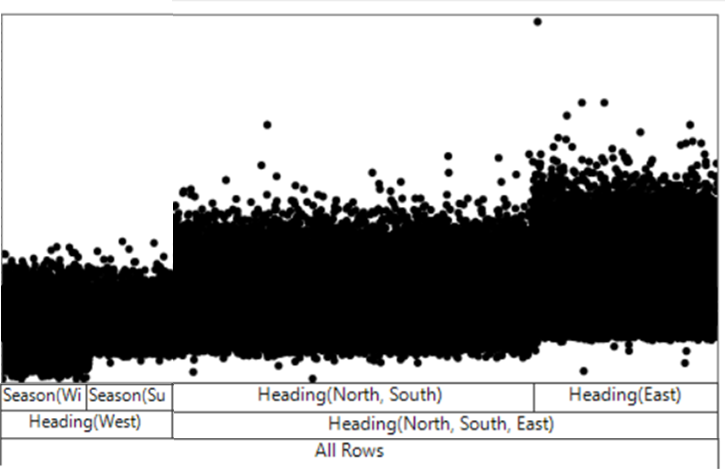 Season(Wi Season(Su Heading(North, South) Heading(East)
Heading(West) Heading(North, South, East)
All Rows